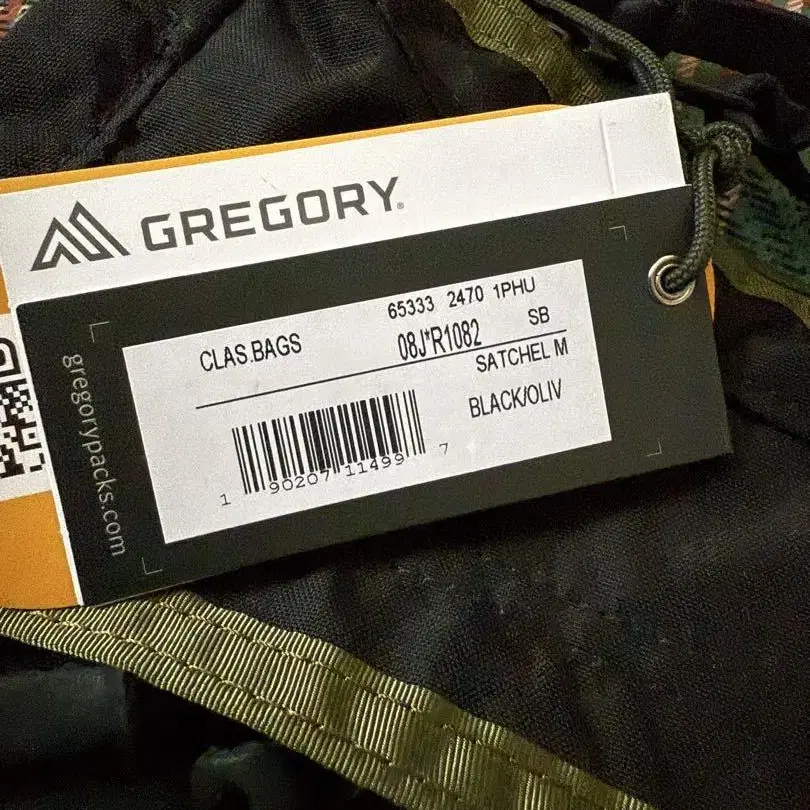 GREGORY®
gregorypacks.com
65333 2470 1PHU
CLAS.BAGS 08J*R1082 SB
SATCHEL M
BLACK/OLIV
1 90207 11499 7